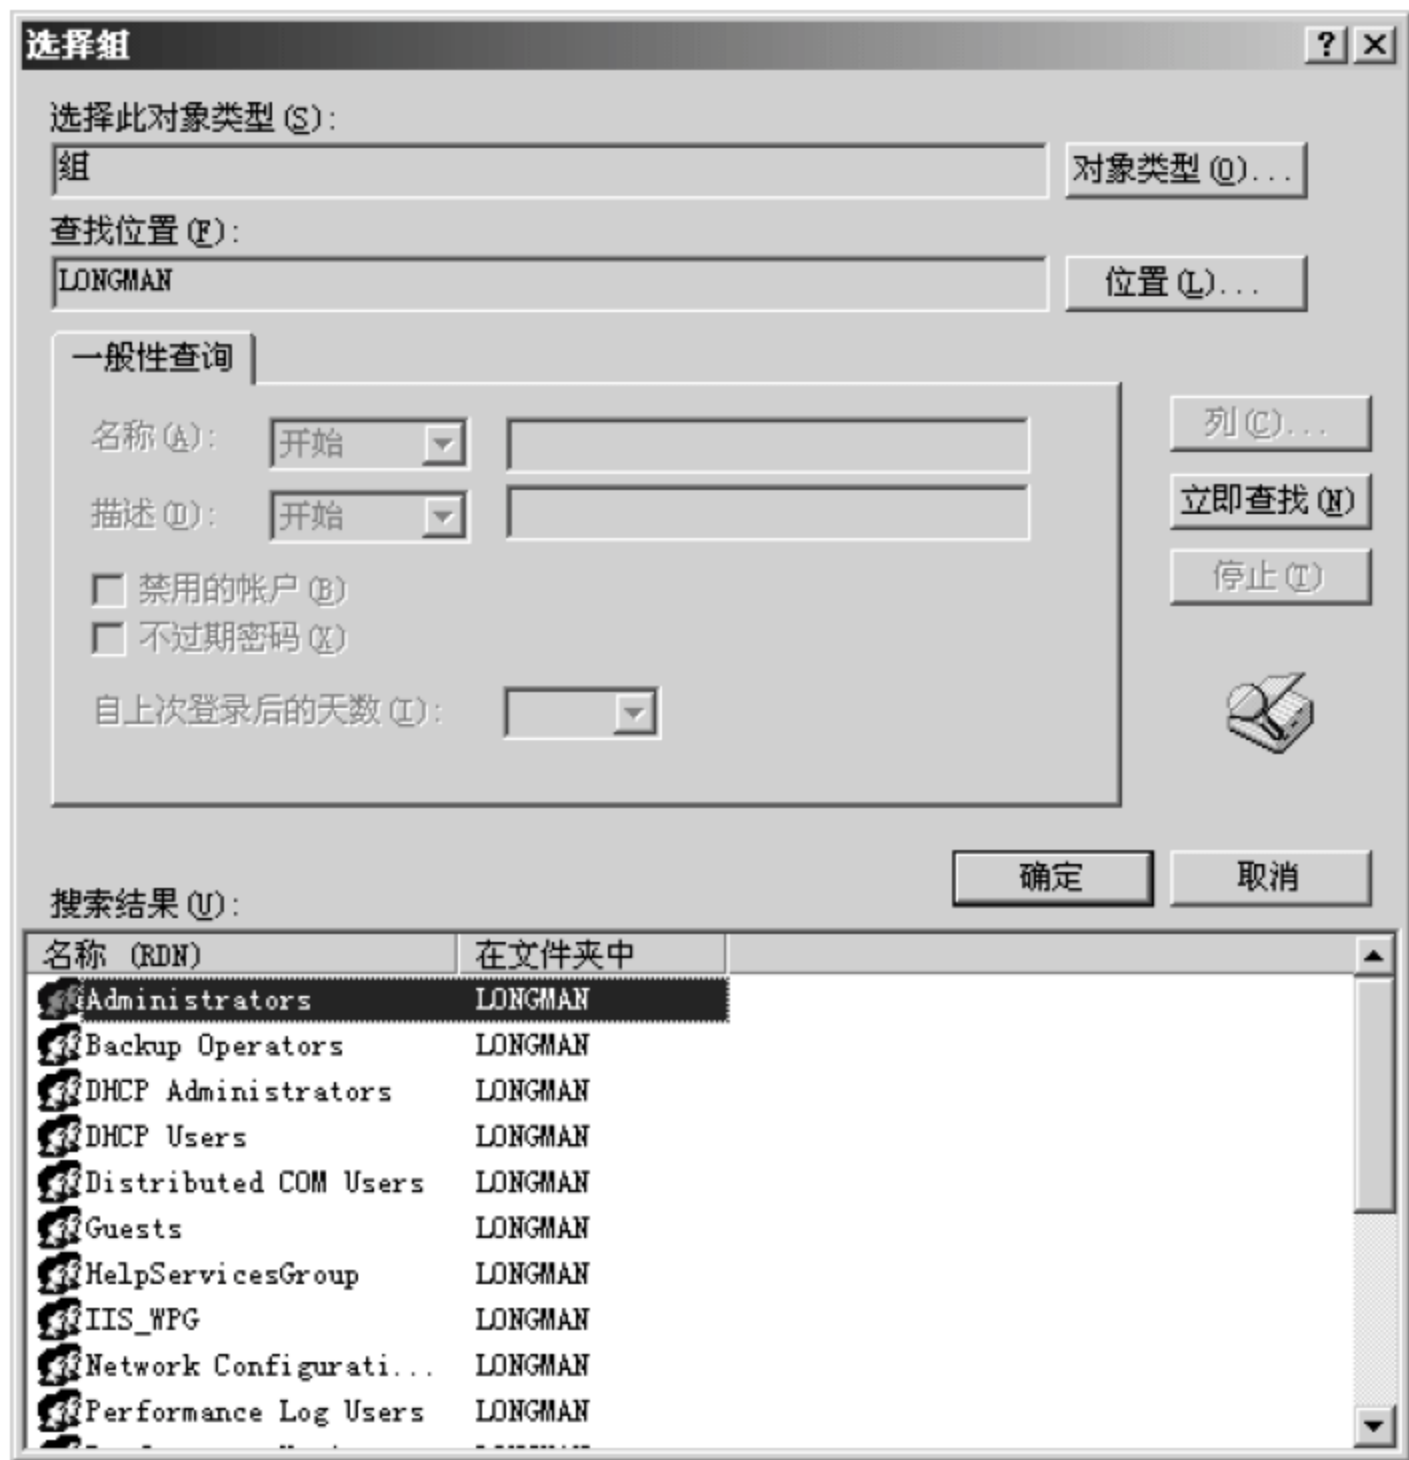 选择组
选择此对象类型(S):
组
对象类型(O)...
查找位置(F):
LONGMAN
位置(L)...
一般性查询
名称(A): 开始
列(C)...
描述(D): 开始
立即查找(N)
禁用的帐户(B)
停止(T)
不过期密码(X)
自上次登录后的天数(I):
确定 取消
搜索结果(U):
名称 (RDN) 在文件夹中
Administrators LONGMAN
Backup Operators LONGMAN
DHCP Administrators LONGMAN
DHCP Users LONGMAN
Distributed COM Users LONGMAN
Guests LONGMAN
HelpServicesGroup LONGMAN
IIS_WPG LONGMAN
Network Configurati... LONGMAN
Performance Log Users LONGMAN